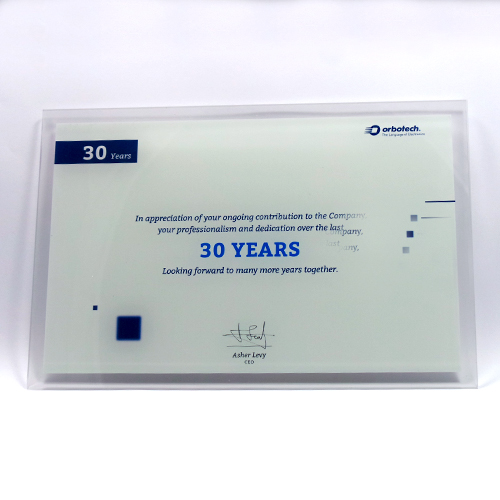 orbotech.
The Language of Electronics
30 Years
In appreciation of your ongoing contribution to the Company
your professionalism and dedication over the last
30 YEARS
Looking forward to many more years together.
Asher Levy
CEO